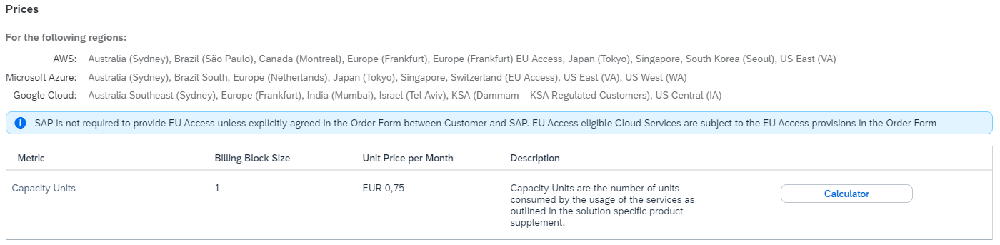 Prices
For the following regions:
AWS: Australia (Sydney), Brazil (São Paulo), Canada (Montreal), Europe (Frankfurt), Europe (Frankfurt) EU Access, Japan (Tokyo), Singapore, South Korea (Seoul), US East (VA)
Microsoft Azure: Australia (Sydney), Brazil South, Europe (Netherlands), Japan (Tokyo), Singapore, Switzerland (EU Access), US East (VA), US West (WA)
Google Cloud: Australia Southeast (Sydney), Europe (Frankfurt), India (Mumbai), Israel (Tel Aviv), KSA (Dammam – KSA Regulated Customers), US Central (IA)
SAP is not required to provide EU Access unless explicitly agreed in the Order Form between Customer and SAP. EU Access eligible Cloud Services are subject to the EU Access provisions in the Order Form
Metric Billing Block Size Unit Price per Month Description
Capacity Units 1 EUR 0,75 Capacity Units are the number of units
consumed by the usage of the services as
outlined in the solution specific product
supplement.
Calculator